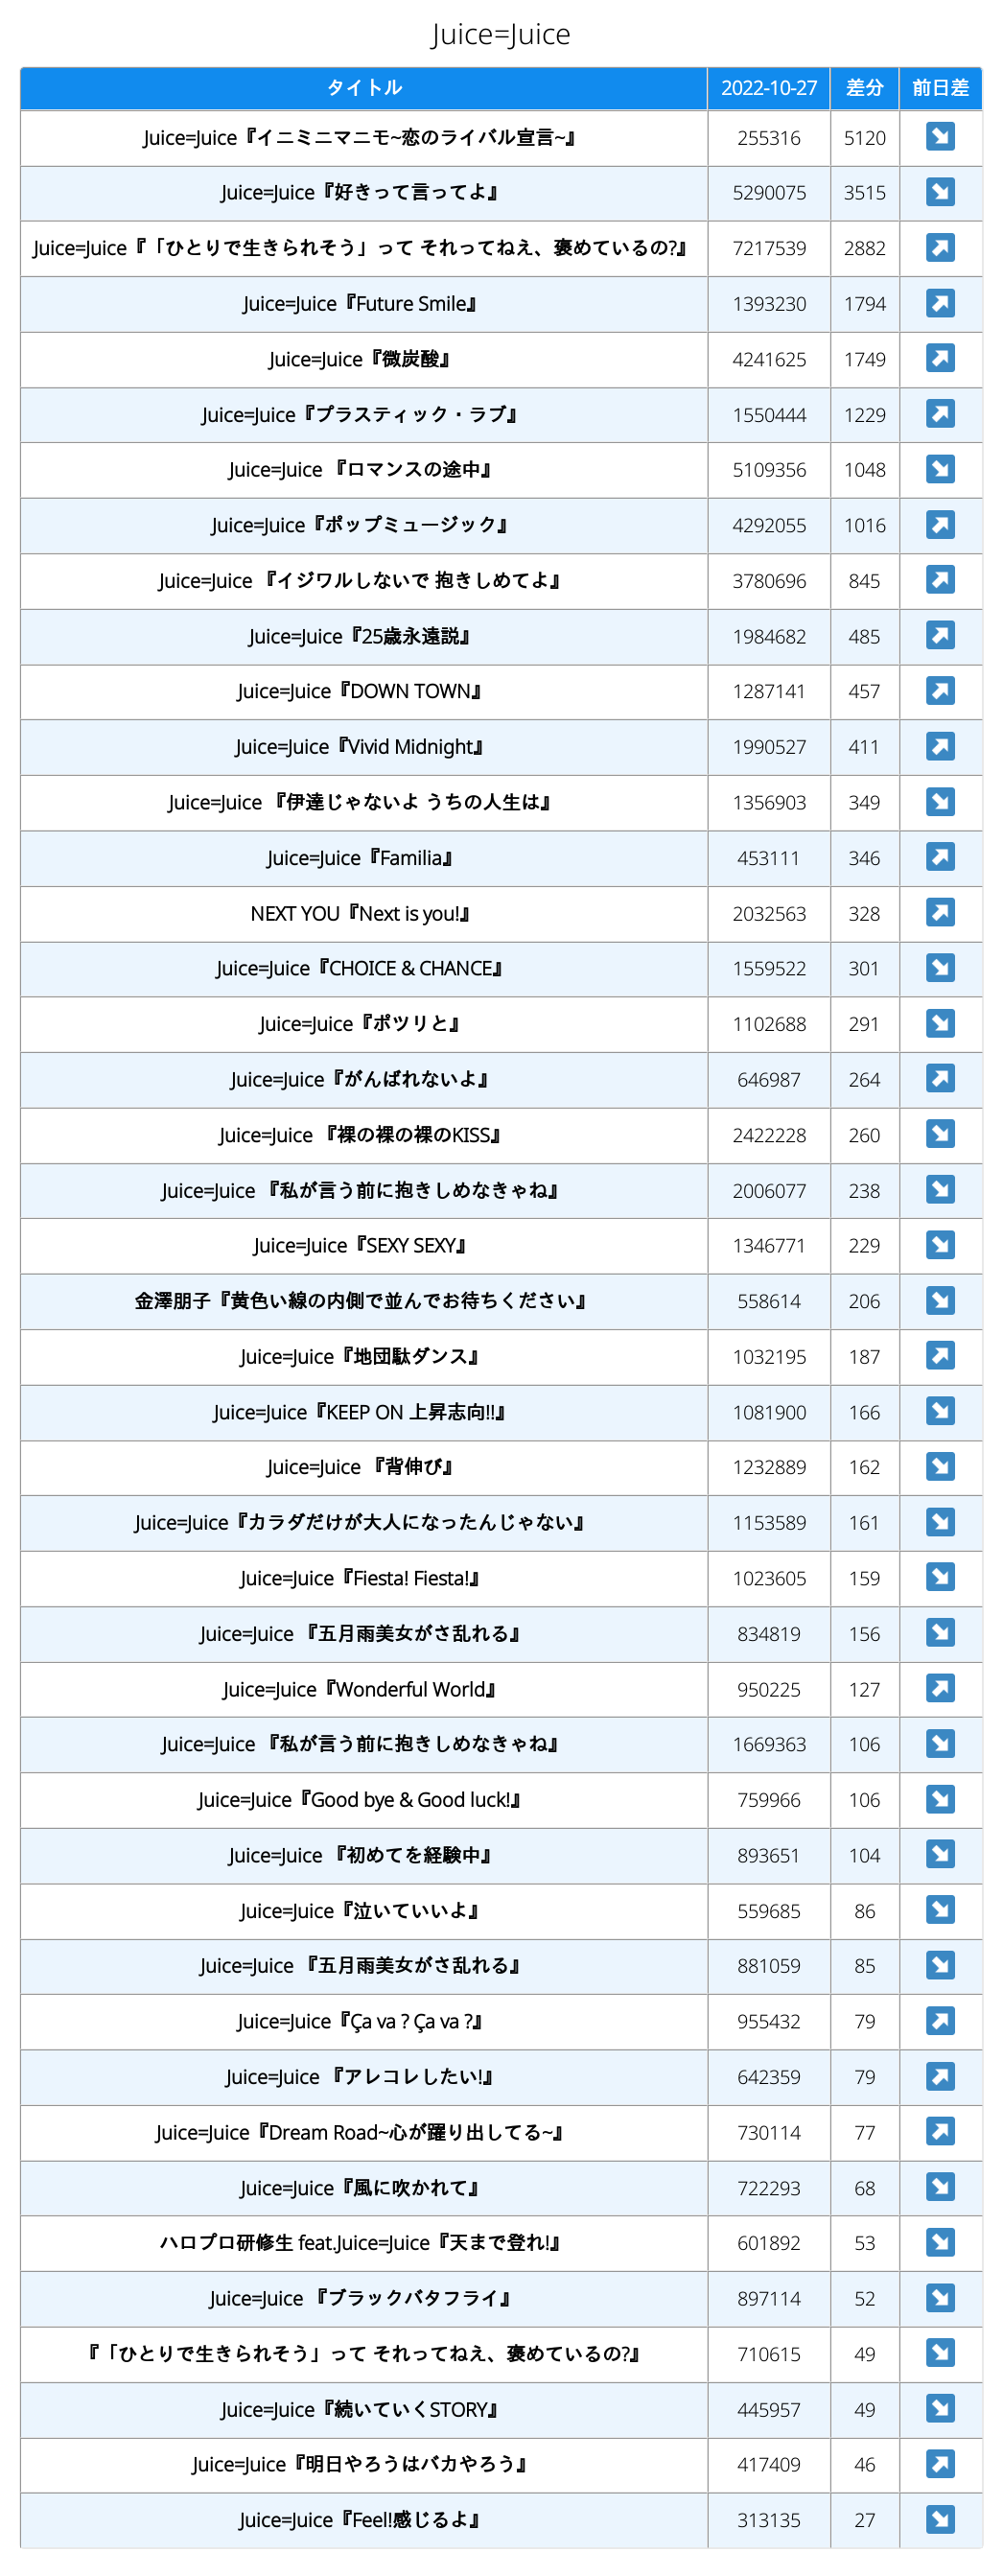 Juice=Juice
タイトル 2022-10-27 差分 前日差
Juice=Juice『イニミニマニモ~恋のライバル宣言~』 255316 5120 ↘
Juice=Juice『好きって言ってよ』 5290075 3515 ↘
Juice=Juice『「ひとりで生きられそう」って それってねえ、褒めているの?』 7217539 2882 ↗
Juice=Juice『Future Smile』 1393230 1794 ↗
Juice=Juice『微炭酸』 4241625 1749 ↗
Juice=Juice『プラスティック・ラブ』 1550444 1229 ↗
Juice=Juice 『ロマンスの途中』 5109356 1048 ↘
Juice=Juice『ポップミュージック』 4292055 1016 ↗
Juice=Juice 『イジワルしないで 抱きしめてよ』 3780696 845 ↗
Juice=Juice『25歳永遠説』 1984682 485 ↗
Juice=Juice『DOWN TOWN』 1287141 457 ↗
Juice=Juice『Vivid Midnight』 1990527 411 ↗
Juice=Juice 『伊達じゃないよ うちの人生は』 1356903 349 ↘
Juice=Juice『Familia』 453111 346 ↗
NEXT YOU『Next is you!』 2032563 328 ↗
Juice=Juice『CHOICE & CHANCE』 1559522 301 ↘
Juice=Juice『ポツリと』 1102688 291 ↘
Juice=Juice『がんばれないよ』 646987 264 ↗
Juice=Juice 『裸の裸の裸のKISS』 2422228 260 ↘
Juice=Juice 『私が言う前に抱きしめなきゃね』 2006077 238 ↘
Juice=Juice『SEXY SEXY』 1346771 229 ↘
金澤朋子『黄色い線の内側で並んでお待ちください』 558614 206 ↘
Juice=Juice『地団駄ダンス』 1032195 187 ↗
Juice=Juice『KEEP ON 上昇志向!!』 1081900 166 ↘
Juice=Juice 『背伸び』 1232889 162 ↘
Juice=Juice『カラダだけが大人になったんじゃない』 1153589 161 ↘
Juice=Juice『Fiesta! Fiesta!』 1023605 159 ↘
Juice=Juice 『五月雨美女がさ乱れる』 834819 156 ↘
Juice=Juice『Wonderful World』 950225 127 ↗
Juice=Juice 『私が言う前に抱きしめなきゃね』 1669363 106 ↘
Juice=Juice『Good bye & Good luck!』 759966 106 ↘
Juice=Juice 『初めてを経験中』 893651 104 ↘
Juice=Juice『泣いていいよ』 559685 86 ↘
Juice=Juice 『五月雨美女がさ乱れる』 881059 85 ↘
Juice=Juice『Ça va ? Ça va ?』 955432 79 ↗
Juice=Juice 『アレコレしたい!』 642359 79 ↗
Juice=Juice『Dream Road~心が躍り出してる~』 730114 77 ↗
Juice=Juice『風に吹かれて』 722293 68 ↘
ハロプロ研修生 feat.Juice=Juice『天まで登れ!』 601892 53 ↘
Juice=Juice 『ブラックバタフライ』 897114 52 ↘
『「ひとりで生きられそう」って それってねえ、褒めているの?』 710615 49 ↘
Juice=Juice『続いていくSTORY』 445957 49 ↘
Juice=Juice『明日やろうはバカやろう』 417409 46 ↗
Juice=Juice『Feel!感じるよ』 313135 27 ↘